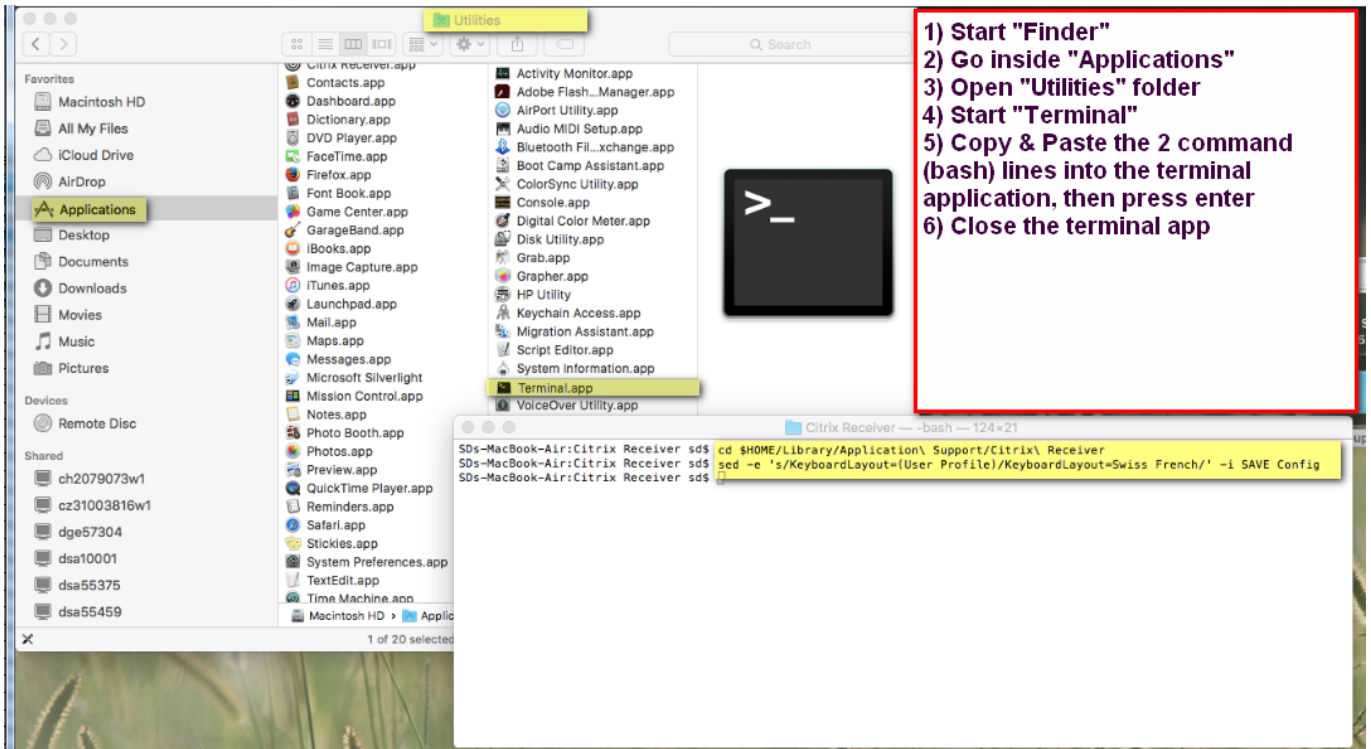 Utilities
Search
Favorites
Macintosh HD
All My Files
iCloud Drive
AirDrop
Applications
Desktop
Documents
Downloads
Movies
Music
Pictures
Devices
Remote Disc
Shared
ch2079073w1
cz31003816w1
dge57304
dsa10001
dsa55375
dsa55459
Citrix Receiver.app
Contacts.app
Dashboard.app
Dictionary.app
DVD Player.app
FaceTime.app
Firefox.app
Font Book.app
Game Center.app
GarageBand.app
iBooks.app
Image Capture.app
iTunes.app
Launchpad.app
Mail.app
Maps.app
Messages.app
Microsoft Silverlight
Mission Control.app
Notes.app
Photo Booth.app
Photos.app
Preview.app
QuickTime Player.app
Reminders.app
Safari.app
Stickies.app
System Preferences.app
TextEdit.app
Time Machine.app
Activity Monitor.app
Adobe Flash...Manager.app
AirPort Utility.app
Audio MIDI Setup.app
Bluetooth Fil...xchange.app
Boot Camp Assistant.app
ColorSync Utility.app
Console.app
Digital Color Meter.app
Disk Utility.app
Grab.app
Grapher.app
HP Utility
Keychain Access.app
Migration Assistant.app
Script Editor.app
System Information.app
Terminal.app
VoiceOver Utility.app
>_
Macintosh HD › Applic
1 of 20 selected
1) Start "Finder"
2) Go inside "Applications"
3) Open "Utilities" folder
4) Start "Terminal"
5) Copy & Paste the 2 command
(bash) lines into the terminal
application, then press enter
6) Close the terminal app
Citrix Receiver — -bash — 124×21
SDs-MacBook-Air:Citrix Receiver sd$ cd $HOME/Library/Application\ Support/Citrix\ Receiver
SDs-MacBook-Air:Citrix Receiver sd$ sed -e 's/KeyboardLayout=(User Profile)/KeyboardLayout=Swiss French/' -i SAVE Config
SDs-MacBook-Air:Citrix Receiver sd$